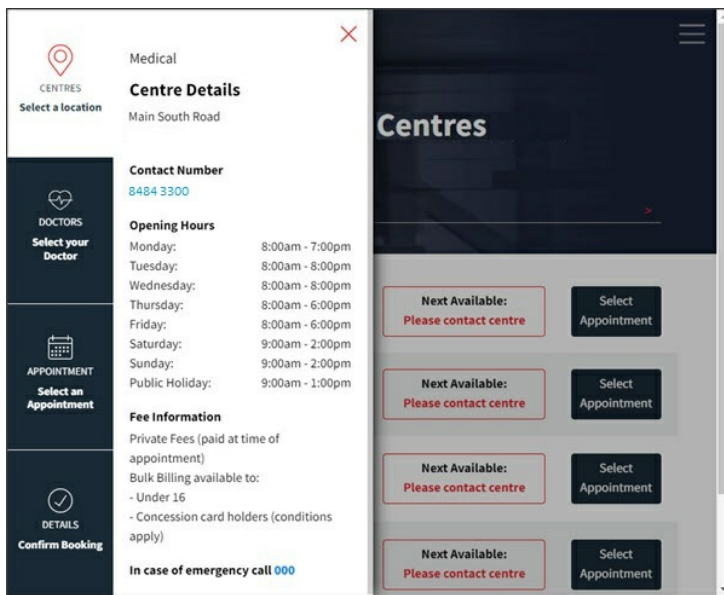 CENTRES
Select a location
DOCTORS
Select your
Doctor
APPOINTMENT
Select an
Appointment
DETAILS
Confirm Booking
Medical
Centre Details
Main South Road
Contact Number
8484 3300
Opening Hours
Monday: 8:00am - 7:00pm
Tuesday: 8:00am - 8:00pm
Wednesday: 8:00am - 8:00pm
Thursday: 8:00am - 6:00pm
Friday: 8:00am - 6:00pm
Saturday: 9:00am - 2:00pm
Sunday: 9:00am - 2:00pm
Public Holiday: 9:00am - 1:00pm
Fee Information
Private Fees (paid at time of
appointment)
Bulk Billing available to:
- Under 16
- Concession card holders (conditions
apply)
In case of emergency call 000
Centres
>
Next Available:
Please contact centre
Select
Appointment
Next Available:
Please contact centre
Select
Appointment
Next Available:
Please contact centre
Select
Appointment
Next Available:
Please contact centre
Select
Appointment